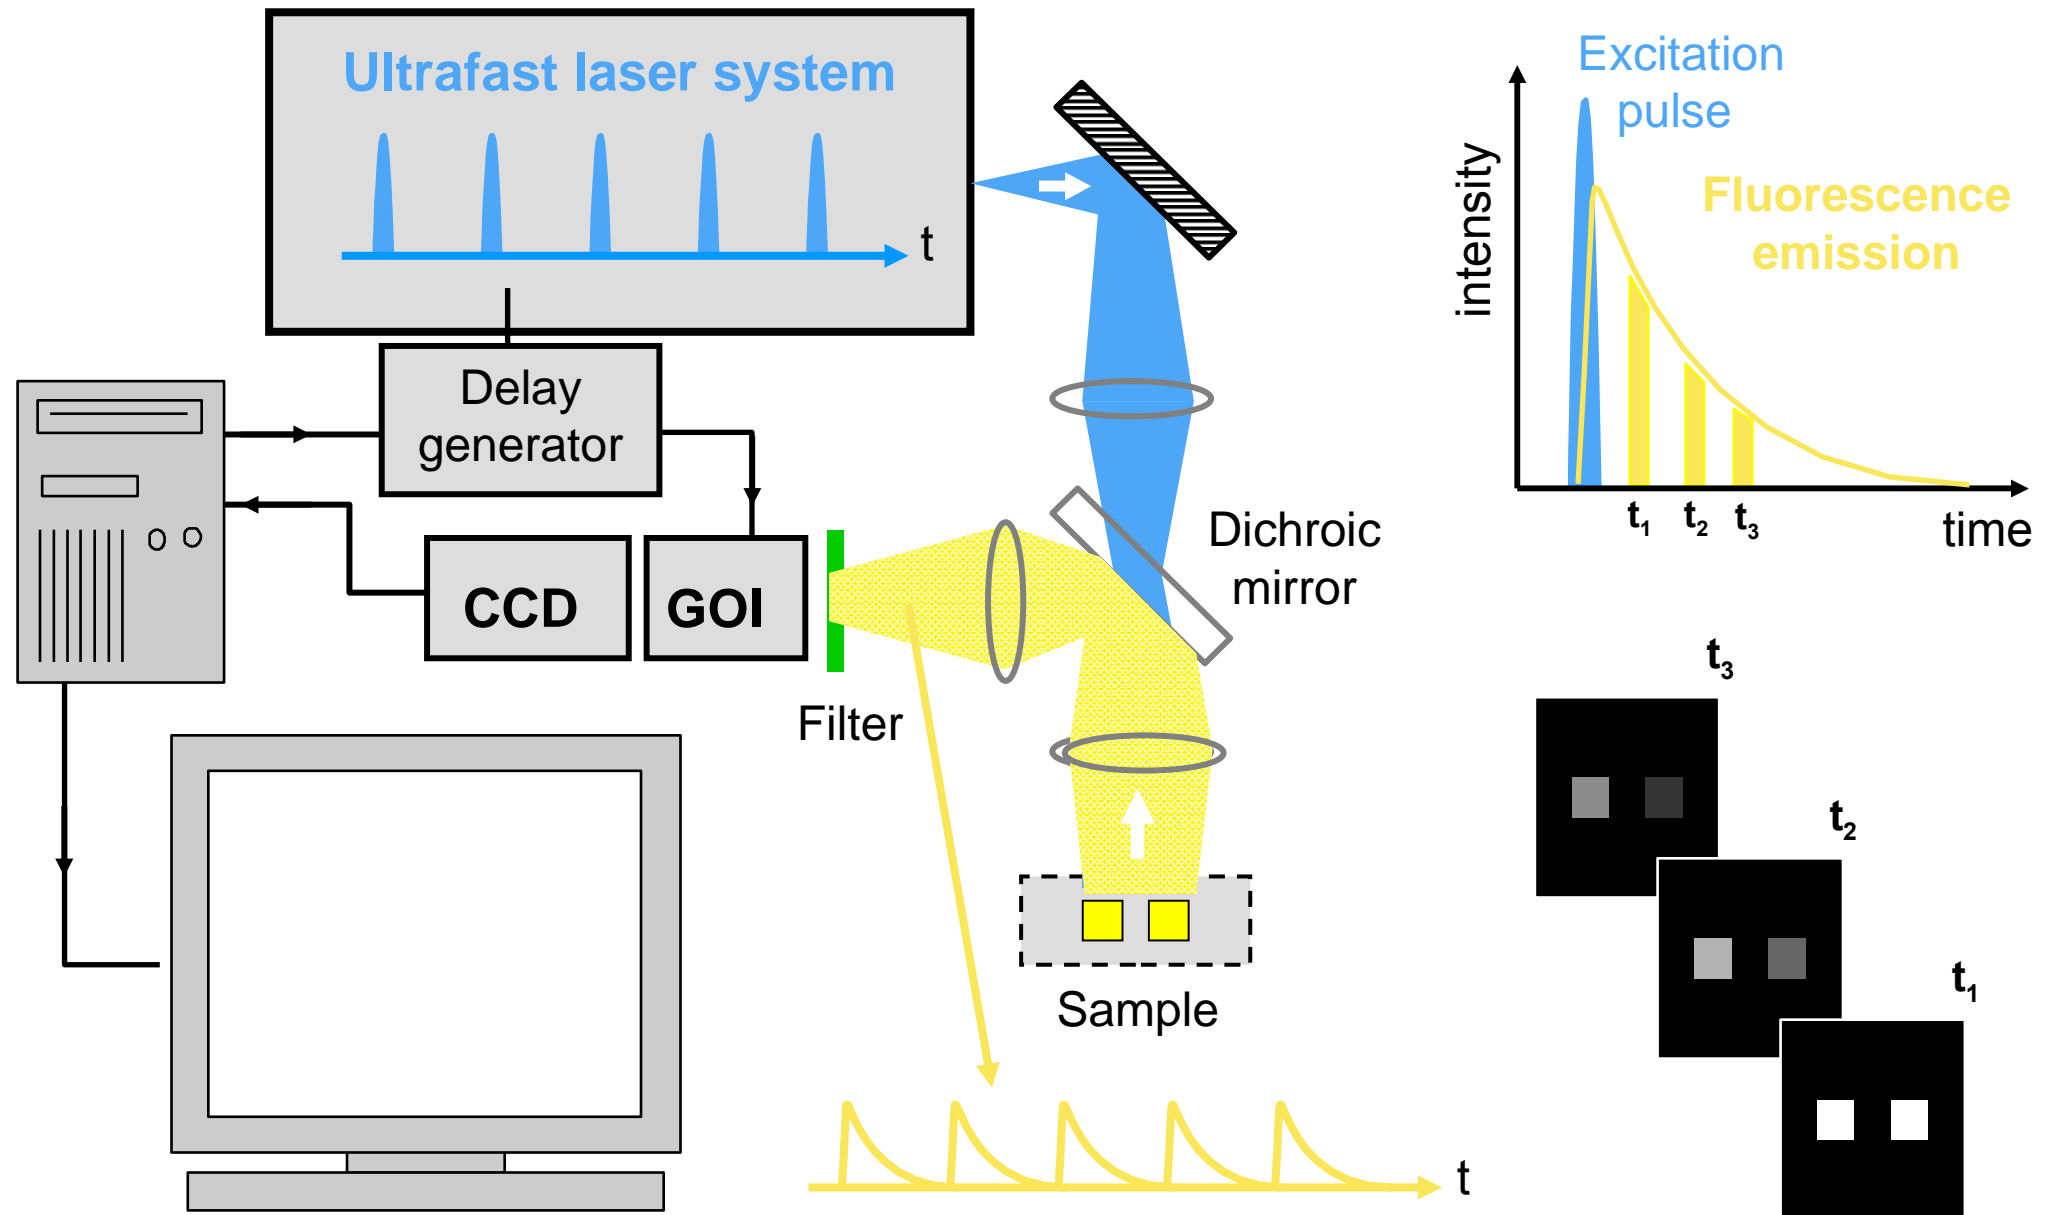 Ultrafast laser system
t
Delay
generator
CCD
GOI
Filter
Dichroic
mirror
Sample
t
Excitation
pulse
Fluorescence
emission
intensity
t₁ t₂ t₃
time
t₃
t₂
t₁